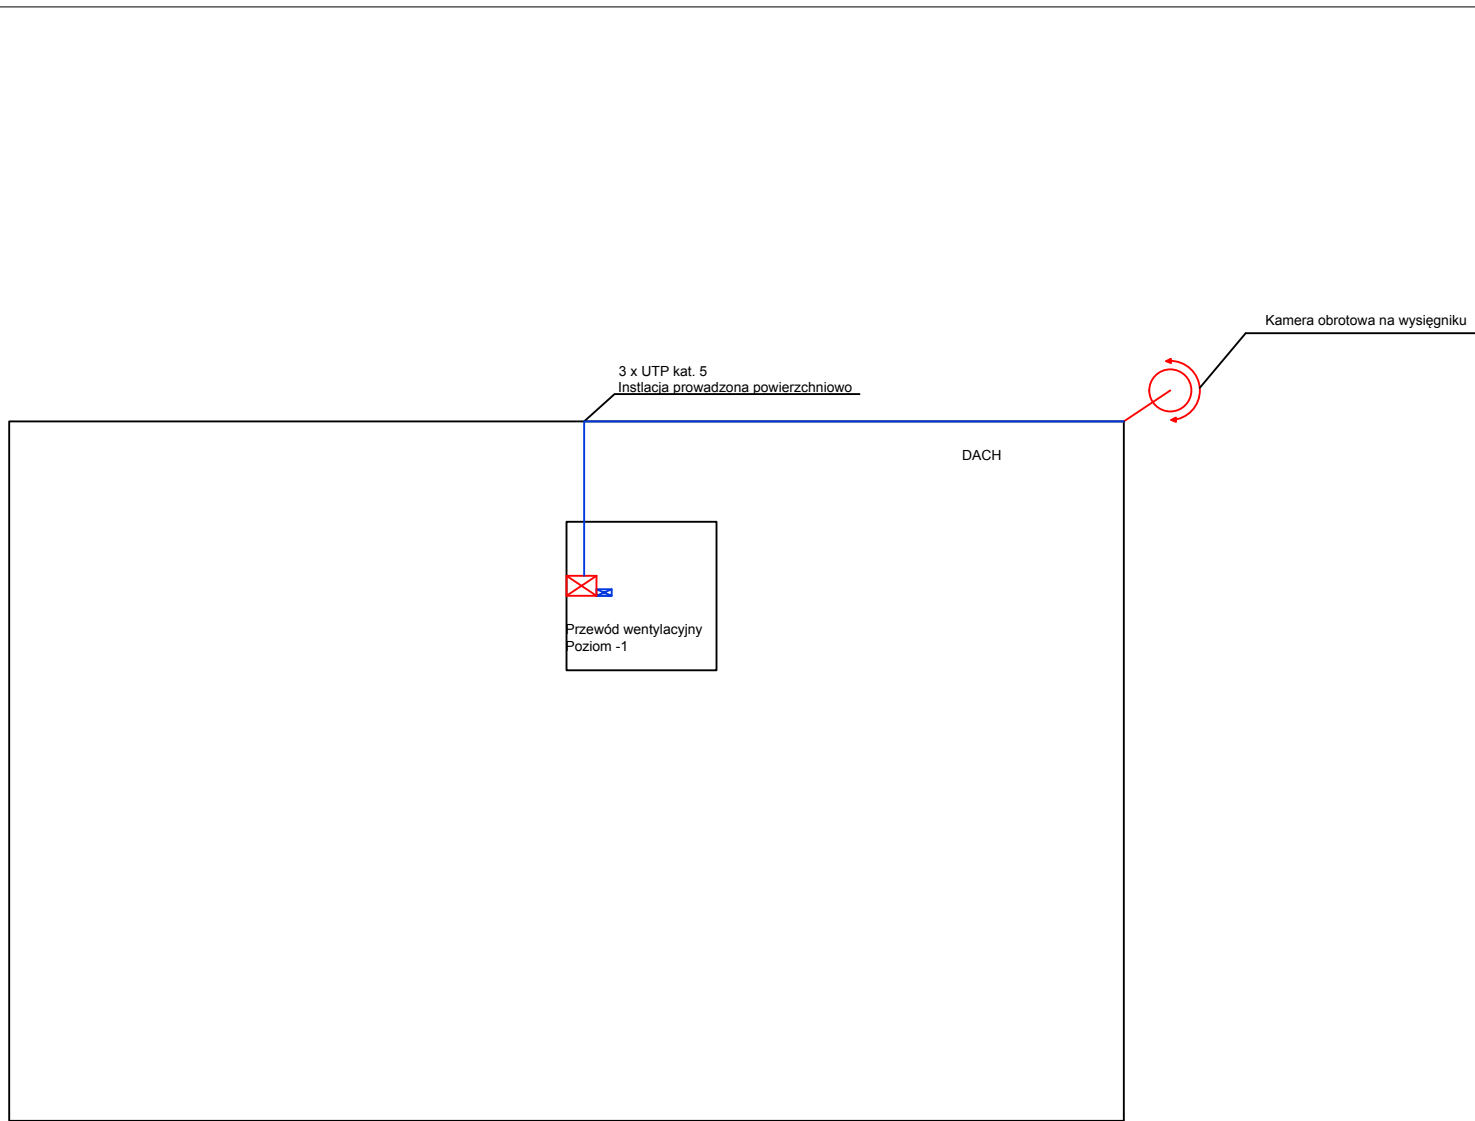 Kamera obrotowa na wysięgniku
3 x UTP kat. 5
Instlacja prowadzona powierzchniowo
DACH
Przewód wentylacyjny
Poziom -1